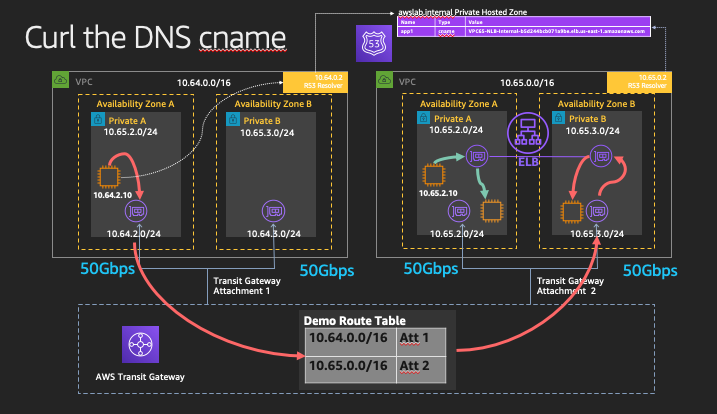 Curl the DNS cname
awslab.internal Private Hosted Zone
Name Type Value
app1 cname VPC65-NLB-Internal-b5d244bcb071a9be.elb.us-east-1.amazonaws.com
53
VPC
10.64.0.0/16
10.64.0.2
R53 Resolver
Availability Zone A
Private A
10.65.2.0/24
10.64.2.10
10.64.2.0/24
Availability Zone B
Private B
10.65.3.0/24
10.64.3.0/24
VPC
10.65.0.0/16
10.65.0.2
R53 Resolver
Availability Zone A
Private A
10.65.2.0/24
10.65.2.10
10.65.2.0/24
ELB
Availability Zone B
Private B
10.65.3.0/24
10.65.3.0/24
50Gbps
50Gbps
50Gbps
50Gbps
Transit Gateway
Attachment 1
Transit Gateway
Attachment 2
Demo Route Table
10.64.0.0/16 Att 1
10.65.0.0/16 Att 2
AWS Transit Gateway